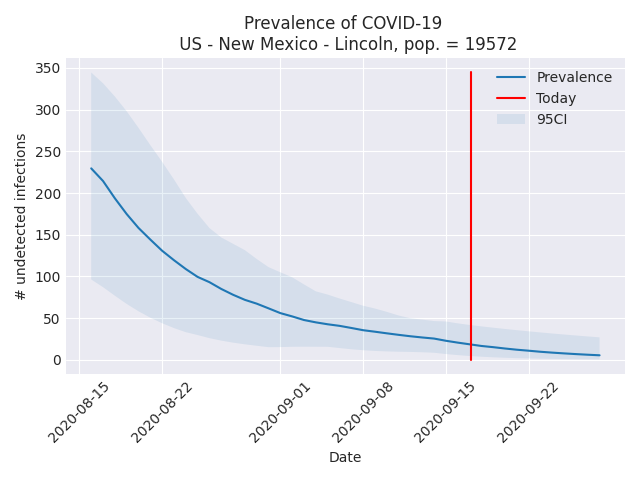 Prevalence of COVID-19
US - New Mexico - Lincoln, pop. = 19572
350
300
250
200
150
100
50
0
# undetected infections
Prevalence
Today
95CI
2020-08-15
2020-08-22
2020-09-01
2020-09-08
2020-09-15
2020-09-22
Date